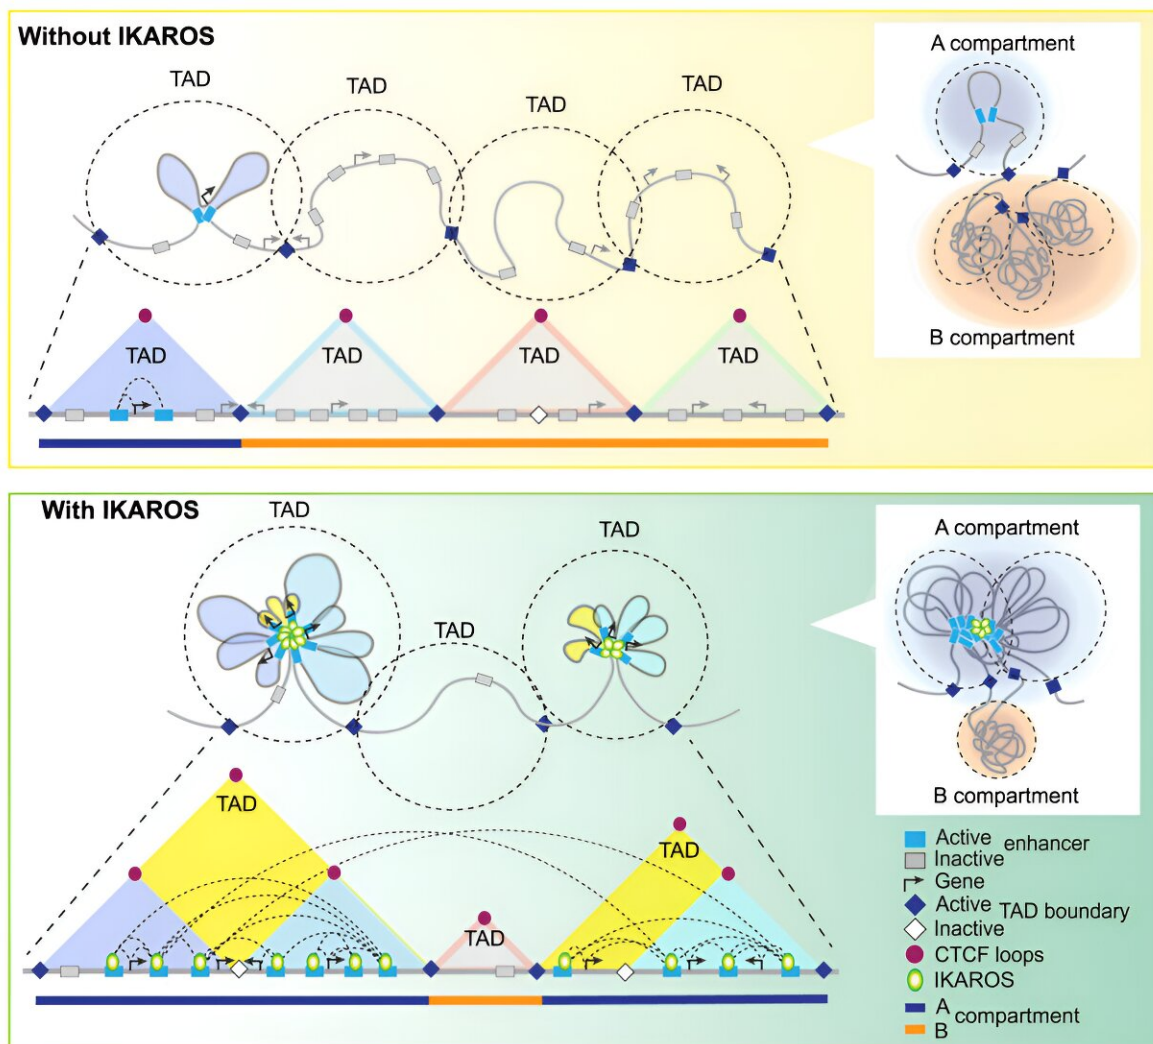 Without IKAROS
TAD
TAD
TAD
TAD
A compartment
B compartment
TAD
TAD
TAD
TAD
With IKAROS
TAD
TAD
TAD
A compartment
B compartment
TAD
TAD
TAD
Active
enhancer
Inactive
Gene
Active
TAD boundary
Inactive
CTCF loops
IKAROS
A
compartment
B